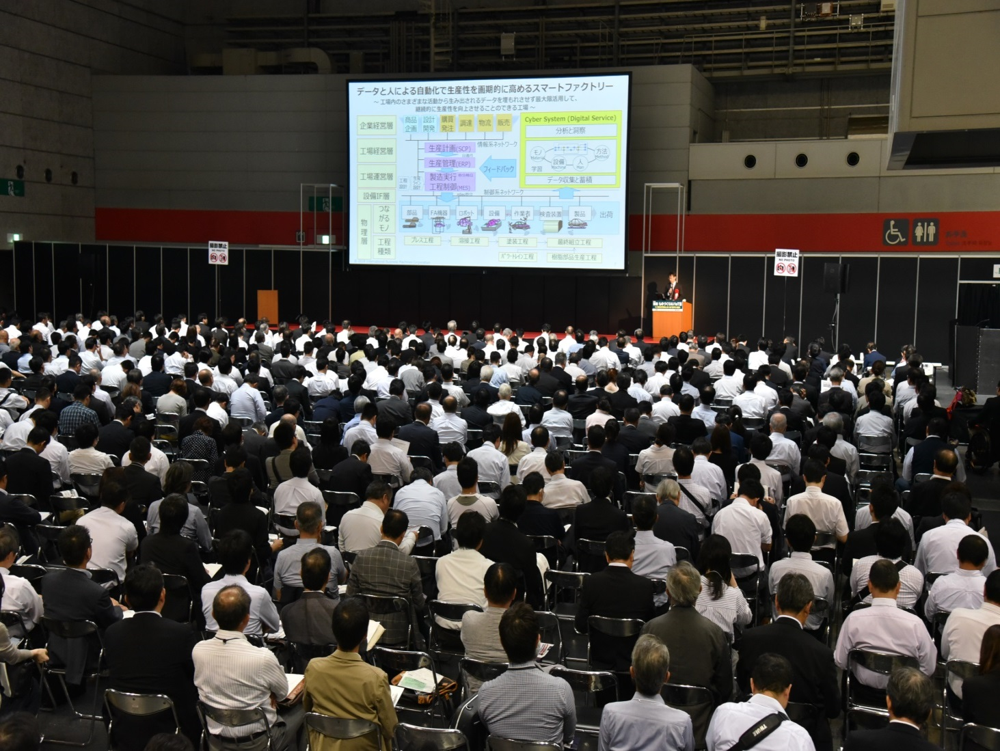 データと人による自動化で生産性を画期的に高めるスマートファクトリー
～ 工場内のさまざまな活動から生み出されるデータを埋もれさせず最大限活用して、
継続的に生産性を向上させることのできる工場 ～
企業経営層
商品企画
設計開発
購買発注
調達
物流
販売
Cyber System (Digital Service)
分析と洞察
情報系ネットワーク
工場経営層
生産計画(SCP)
生産管理(ERP)
フィードバック
モノ
Material
設備
Machine
人
Man
方法
Method
学習
データ収集と蓄積
工場運営層
工程設計
生産ライン設計
製造実行
工程制御(MES)
設備IF層
制御系ネットワーク
物理層
つながるモノ
部品
FA機器
ロボット
設備
作業者
検査装置
製品
出荷
工程種類
プレス工程
溶接工程
塗装工程
最終組立工程
樹脂部品生産工程
撮影禁止
NO PHOTO
撮影禁止
NO PHOTO